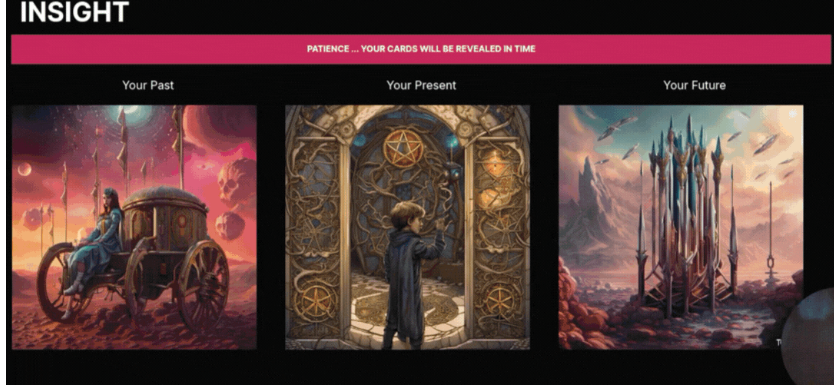 INSIGHT
PATIENCE ... YOUR CARDS WILL BE REVEALED IN TIME
Your Past
Your Present
Your Future